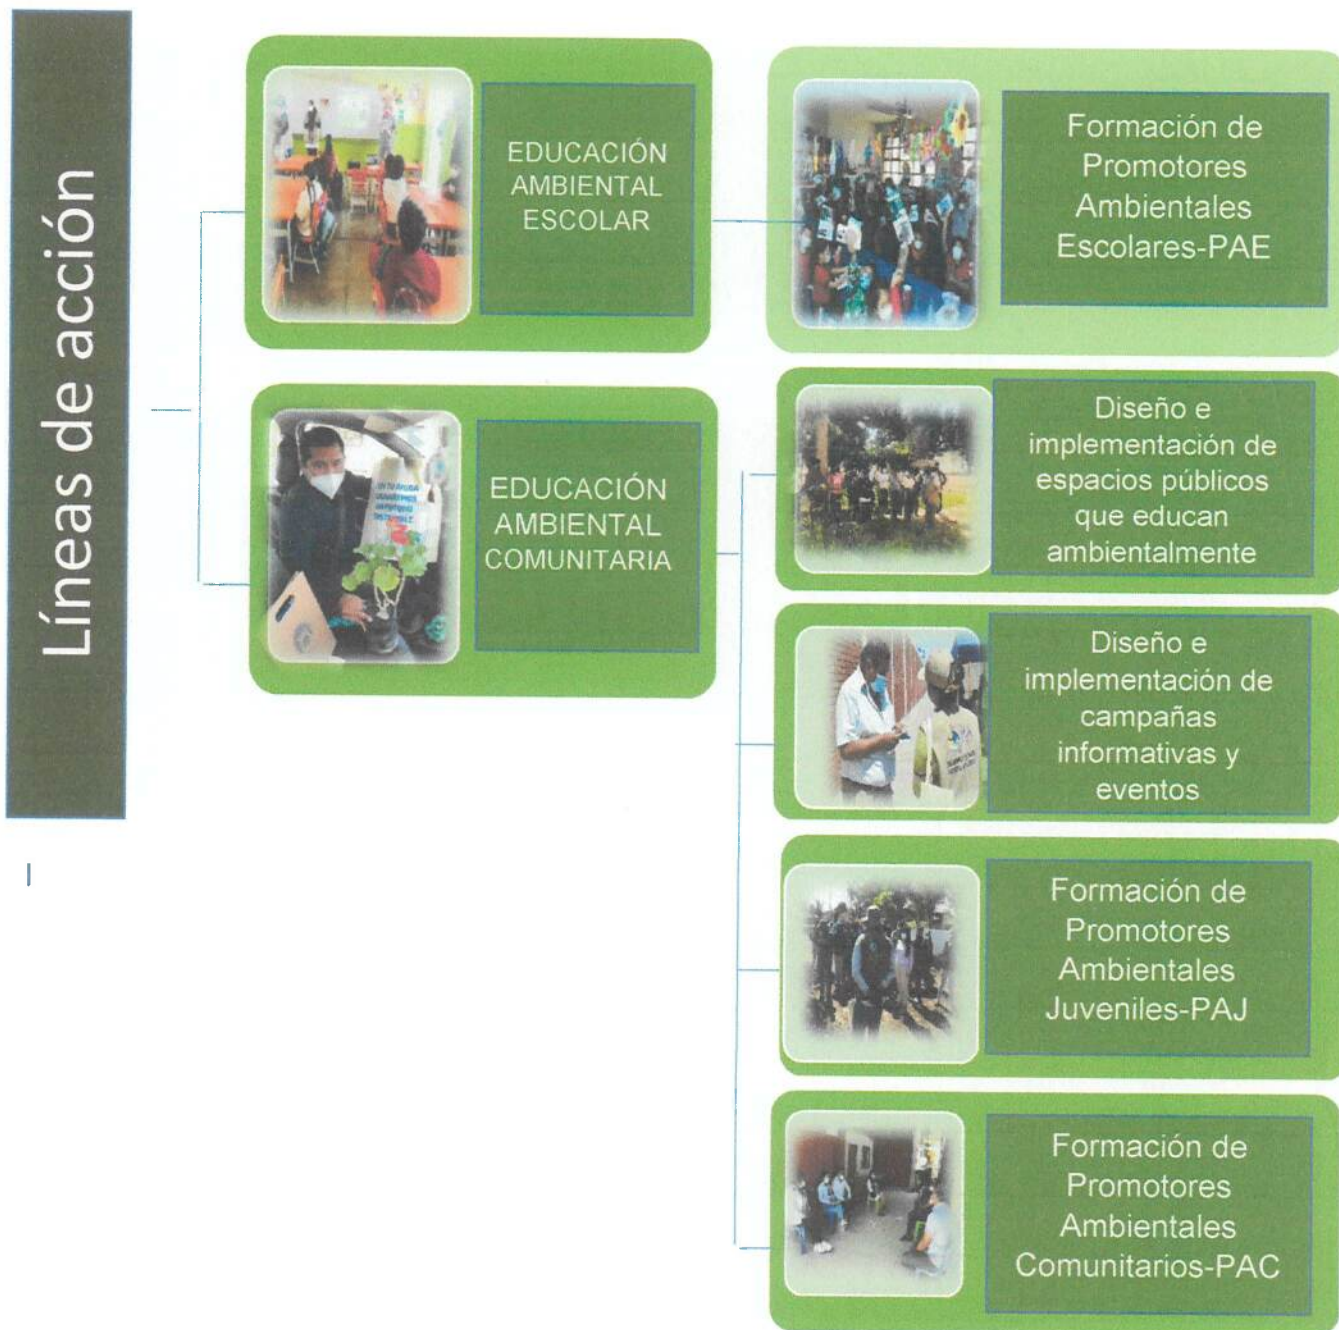 Líneas de acción
EDUCACIÓN
AMBIENTAL
ESCOLAR
Formación de
Promotores
Ambientales
Escolares-PAE
EDUCACIÓN
AMBIENTAL
COMUNITARIA
Diseño e
implementación de
espacios públicos
que educan
ambientalmente
Diseño e
implementación de
campañas
informativas y
eventos
Formación de
Promotores
Ambientales
Juveniles-PAJ
Formación de
Promotores
Ambientales
Comunitarios-PAC